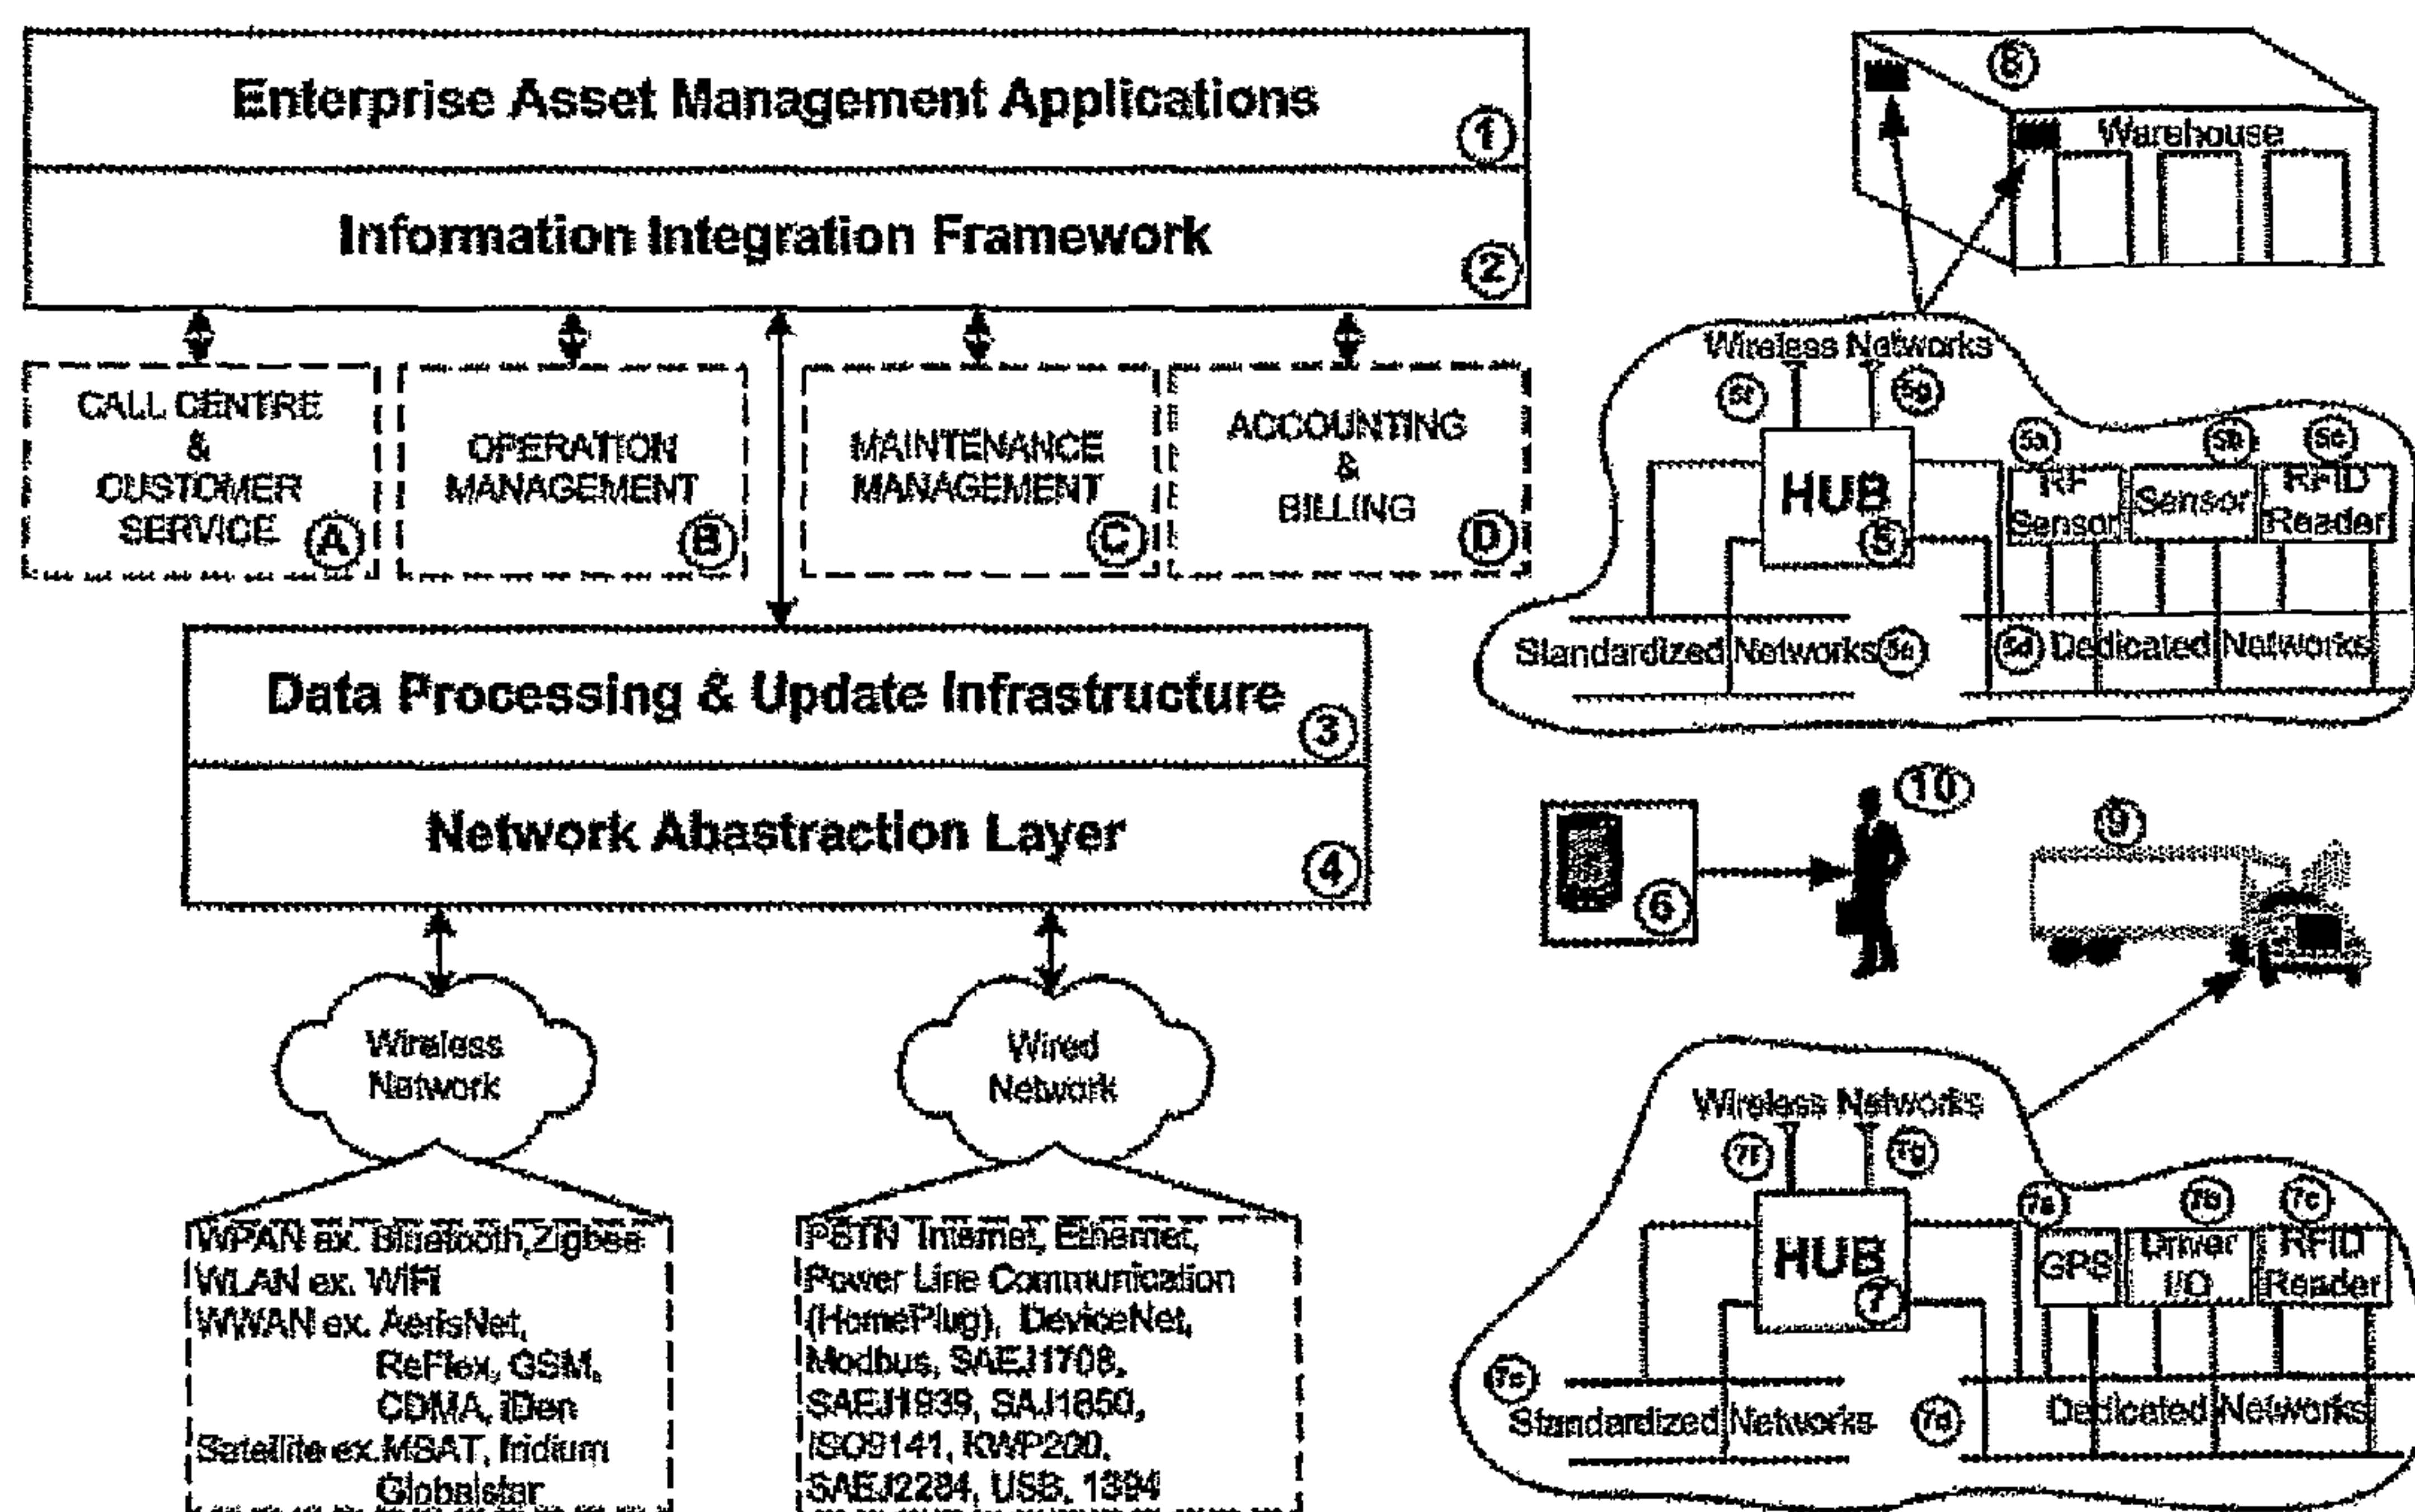 Enterprise Asset Management Applications
1
Information Integration Framework
2
CALL CENTRE
&
CUSTOMER
SERVICE
A
OPERATION
MANAGEMENT
B
MAINTENANCE
MANAGEMENT
C
ACCOUNTING
&
BILLING
D
Data Processing & Update Infrastructure
3
Network Abastraction Layer
4
Wireless
Network
Wired
Network
WPAN ex. Bluetooth, Zigbee
WLAN ex. WiFi
WWAN ex. AerisNet,
ReFlex, GSM,
CDMA, iDen
Satellite ex. MSAT, Iridium
Globalstar
PSTN Internet, Ethernet,
Power Line Communication
(HomePlug), DeviceNet,
Modbus, SAEJ1708,
SAEJ1939, SAJ1850,
ISO9141, KWP200,
SAEJ2284, USB, 1394
8
Warehouse
Wireless Networks
5f
5g
HUB
5
5a
5b
5c
RF
Sensor
Sensor
RFID
Reader
Standardized Networks
5e
5d
Dedicated Networks
6
10
9
Wireless Networks
7f
7g
HUB
7
7a
7b
7c
GPS
Driver
I/O
RFID
Reader
7e
Standardized Networks
7d
Dedicated Networks